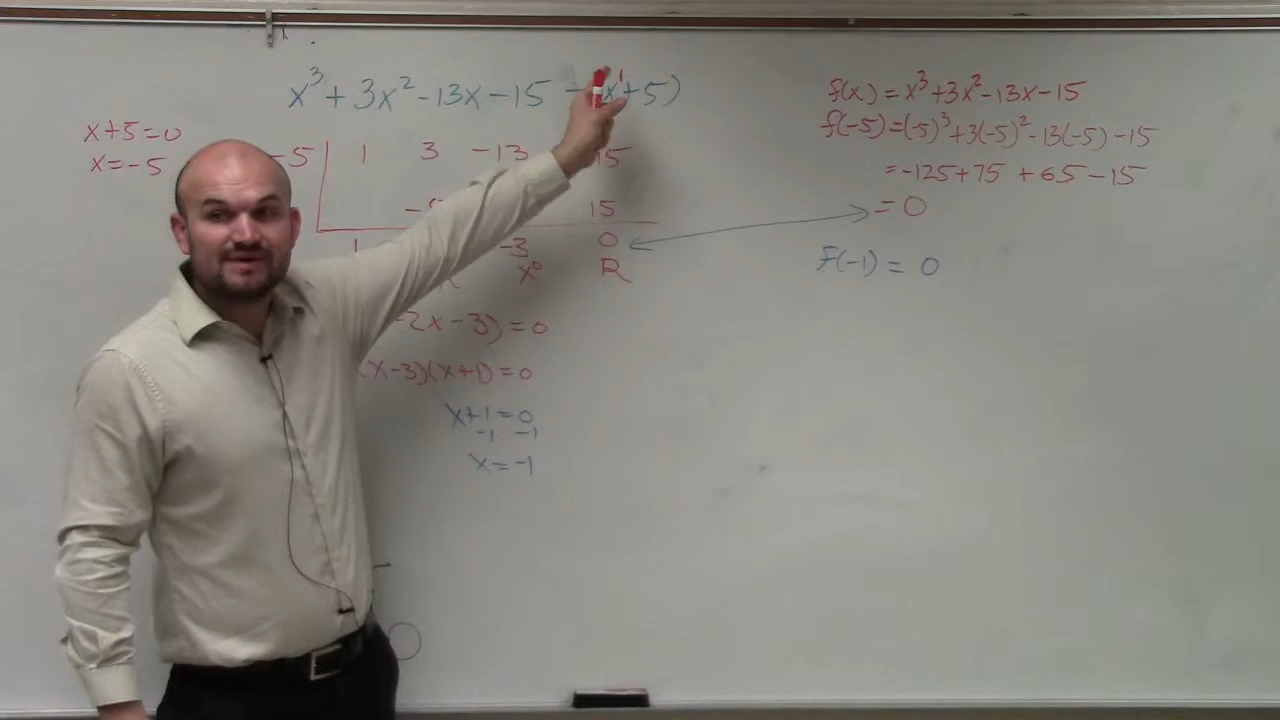 x³ + 3x² - 13x - 15 ÷ (x¹ + 5)
x + 5 = 0
x = -5
-5 | 1 3 -13 -15
15
1 -3 0
x⁰ R
-2x - 3) = 0
(x - 3)(x + 1) = 0
x + 1 = 0
-1 -1
x = -1
f(x) = x³ + 3x² - 13x - 15
f(-5) = (-5)³ + 3(-5)² - 13(-5) - 15
= -125 + 75 + 65 - 15
= 0
f(-1) = 0